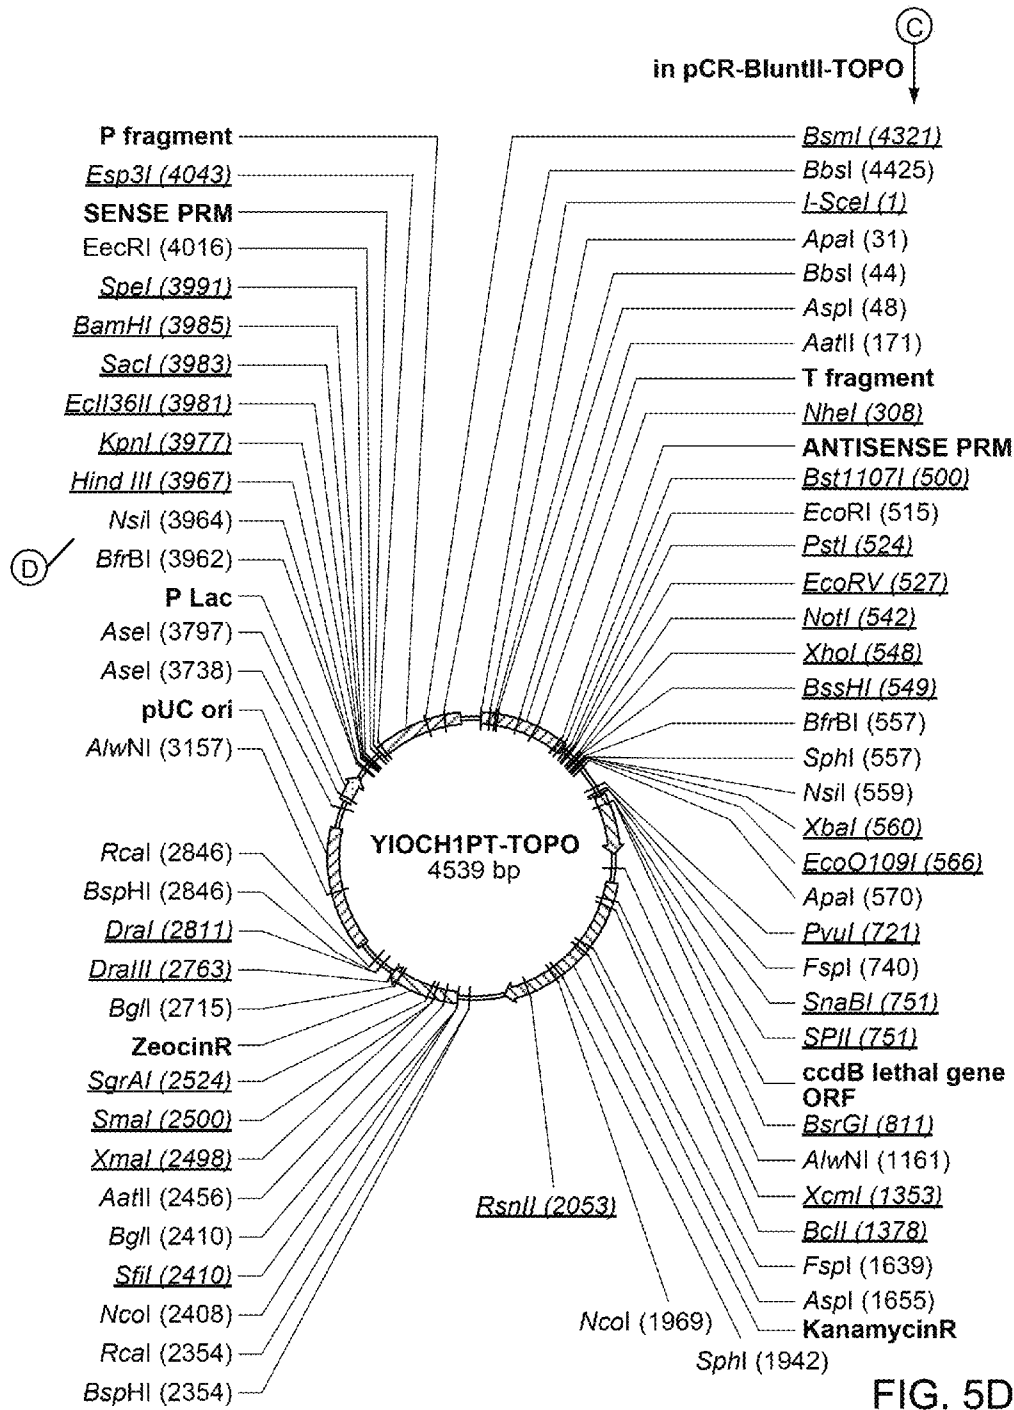 C
in pCR-BluntII-TOPO
P fragment
Esp3I (4043)
SENSE PRM
EecRI (4016)
SpeI (3991)
BamHI (3985)
SacI (3983)
EcII36II (3981)
KpnI (3977)
Hind III (3967)
NsiI (3964)
D
BfrBI (3962)
P Lac
AseI (3797)
AseI (3738)
pUC ori
AlwNI (3157)
RcaI (2846)
BspHI (2846)
DraI (2811)
DraIII (2763)
BglI (2715)
ZeocinR
SgrAI (2524)
SmaI (2500)
XmaI (2498)
AatII (2456)
BglI (2410)
SfiI (2410)
NcoI (2408)
RcaI (2354)
BspHI (2354)
YIOCH1PT-TOPO
4539 bp
BsmI (4321)
BbsI (4425)
I-SceI (1)
ApaI (31)
BbsI (44)
AspI (48)
AatII (171)
T fragment
NheI (308)
ANTISENSE PRM
Bst1107I (500)
EcoRI (515)
PstI (524)
EcoRV (527)
NotI (542)
XhoI (548)
BssHI (549)
BfrBI (557)
SphI (557)
NsiI (559)
XbaI (560)
EcoO109I (566)
ApaI (570)
PvuI (721)
FspI (740)
SnaBI (751)
SPII (751)
ccdB lethal gene
ORF
BsrGI (811)
AlwNI (1161)
XcmI (1353)
BclI (1378)
FspI (1639)
AspI (1655)
KanamycinR
RsnII (2053)
NcoI (1969)
SphI (1942)
FIG. 5D